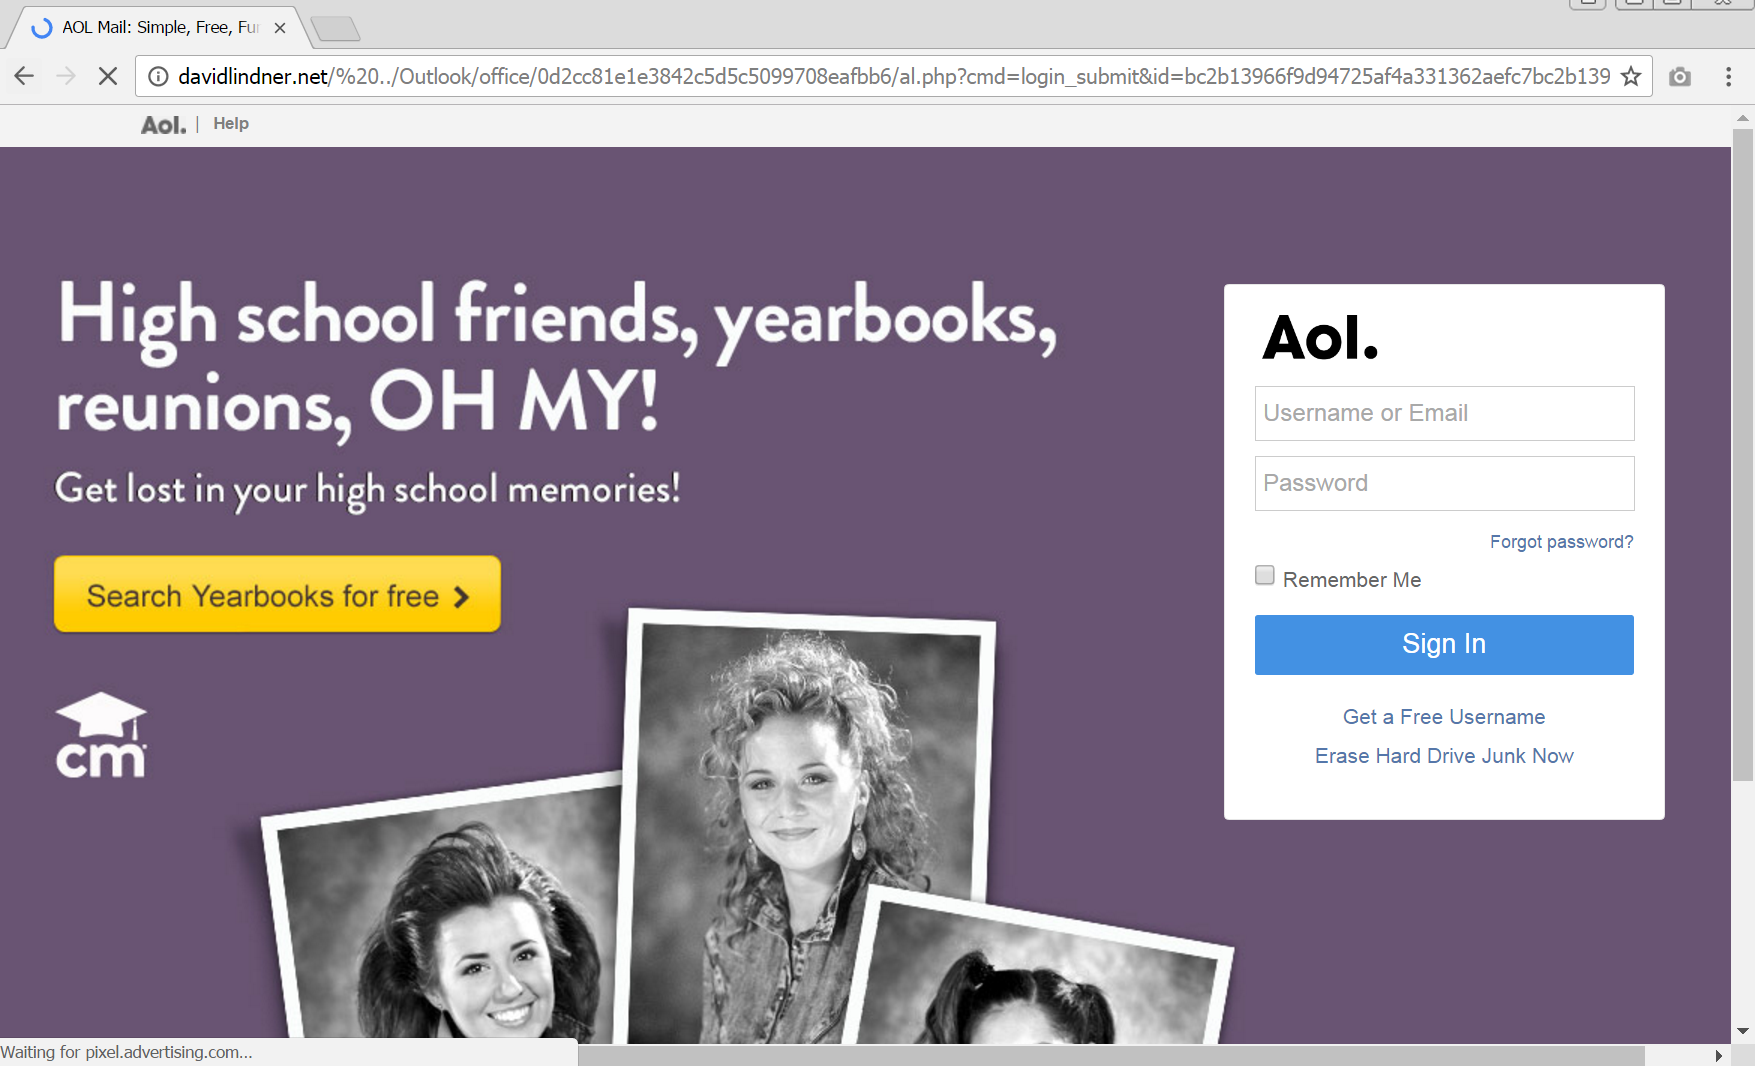 AOL Mail: Simple, Free, Fun
davidlindner.net/%20../Outlook/office/0d2cc81e1e3842c5d5c5099708eafbb6/al.php?cmd=login_submit&id=bc2b13966f9d94725af4a331362aefc7bc2b139
Aol. | Help
High school friends, yearbooks,
reunions, OH MY!
Get lost in your high school memories!
Search Yearbooks for free
cm
Aol.
Username or Email
Password
Forgot password?
Remember Me
Sign In
Get a Free Username
Erase Hard Drive Junk Now
Waiting for pixel.advertising.com...